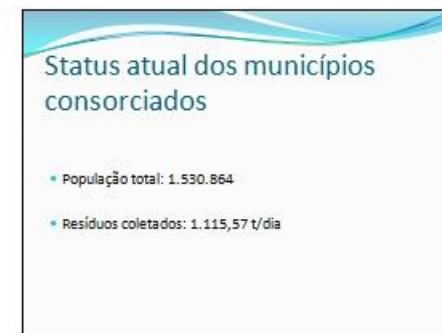 Status atual dos municípios
consorciados
• População total: 1.530.864
• Resíduos coletados: 1.115,57 t/dia